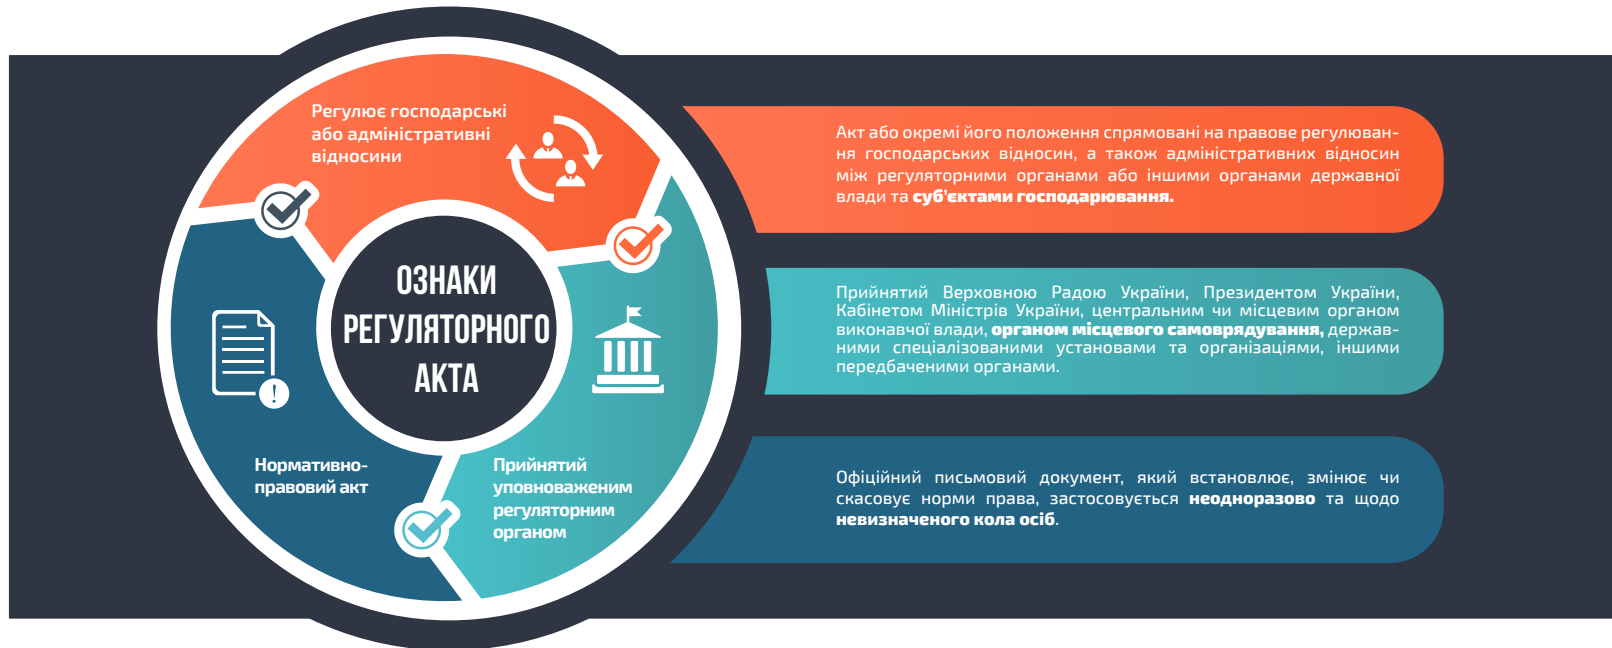 Регулює господарські
або адміністративні
відносини
ОЗНАКИ
РЕГУЛЯТОРНОГО
АКТА
Нормативно-
правовий акт
Прийнятий
уповноваженим
регуляторним
органом
Акт або окремі його положення спрямовані на правове регулюван-
ня господарських відносин, а також адміністративних відносин
між регуляторними органами або іншими органами державної
влади та суб'єктами господарювання.
Прийнятий Верховною Радою України, Президентом України,
Кабінетом Міністрів України, центральним чи місцевим органом
виконавчої влади, органом місцевого самоврядування, держав-
ними спеціалізованими установами та організаціями, іншими
передбаченими органами.
Офіційний письмовий документ, який встановлює, змінює чи
скасовує норми права, застосовується неодноразово та щодо
невизначеного кола осіб.